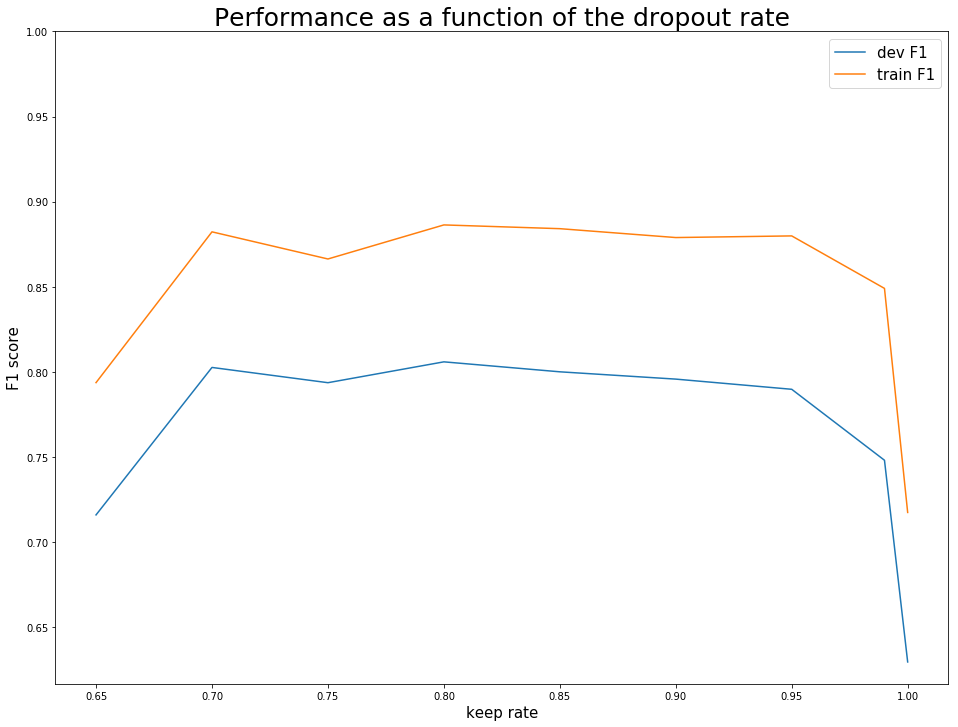 Performance as a function of the dropout rate
1.00
0.95
0.90
0.85
0.80
0.75
0.70
0.65
F1 score
dev F1
train F1
0.65 0.70 0.75 0.80 0.85 0.90 0.95 1.00
keep rate